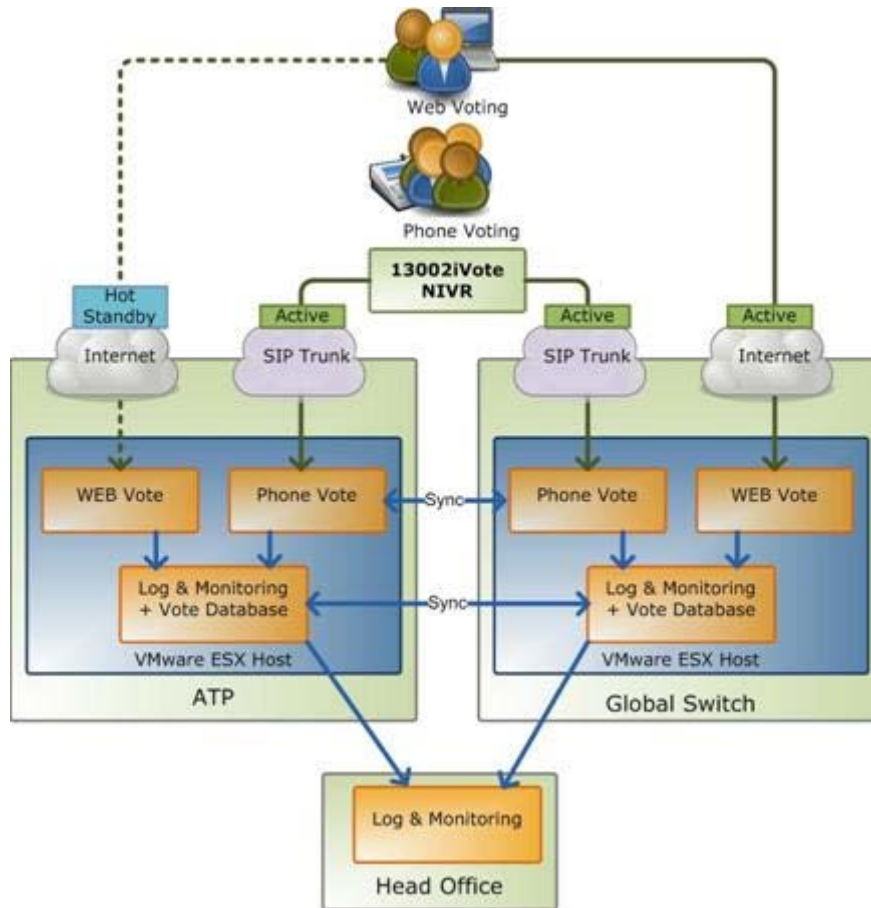 Web Voting
Phone Voting
13002iVote
NIVR
Hot
Standby
Active
Active
Active
Internet
SIP Trunk
SIP Trunk
Internet
WEB Vote
Phone Vote
Sync
Phone Vote
WEB Vote
Log & Monitoring
+ Vote Database
Sync
Log & Monitoring
+ Vote Database
VMware ESX Host
VMware ESX Host
ATP
Global Switch
Log & Monitoring
Head Office